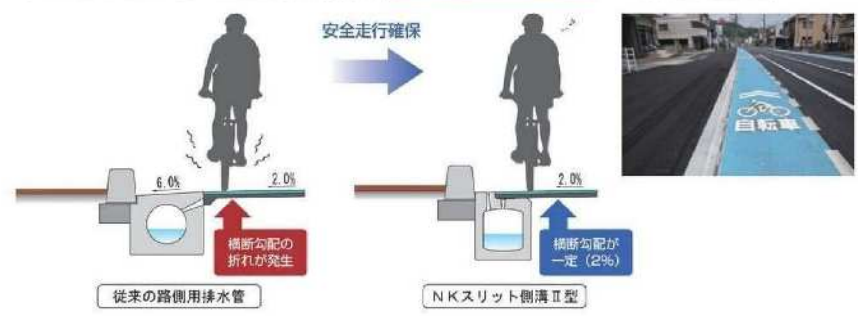 安全走行確保
自転車
6.0%
2.0%
2.0%
横断勾配の
折れが発生
横断勾配が
一定（2%）
従来の路側用排水管
NKスリット側溝Ⅱ型